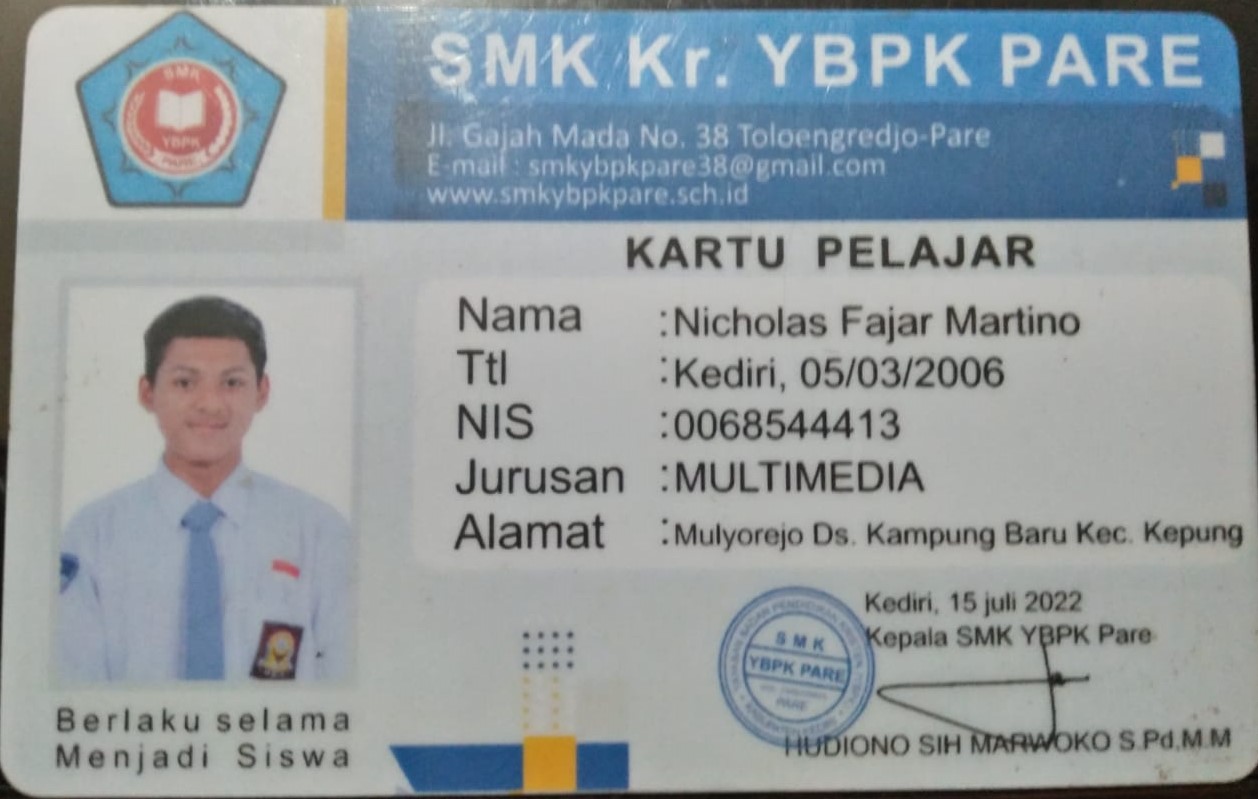 SMK Kr. YBPK PARE
Jl. Gajah Mada No. 38 Toloengredjo-Pare
E-mail : smkybpkpare38@gmail.com
www.smkybpkpare.sch.id
SMK
YBPK
PARE
KARTU PELAJAR
Nama :Nicholas Fajar Martino
Ttl :Kediri, 05/03/2006
NIS :0068544413
Jurusan :MULTIMEDIA
Alamat :Mulyorejo Ds. Kampung Baru Kec. Kepung
Berlaku selama
Menjadi Siswa
Kediri, 15 juli 2022
Kepala SMK YBPK Pare
SMK
YBPK PARE
PARE
HUDIONO SIH MARWOKO S.Pd.M.M